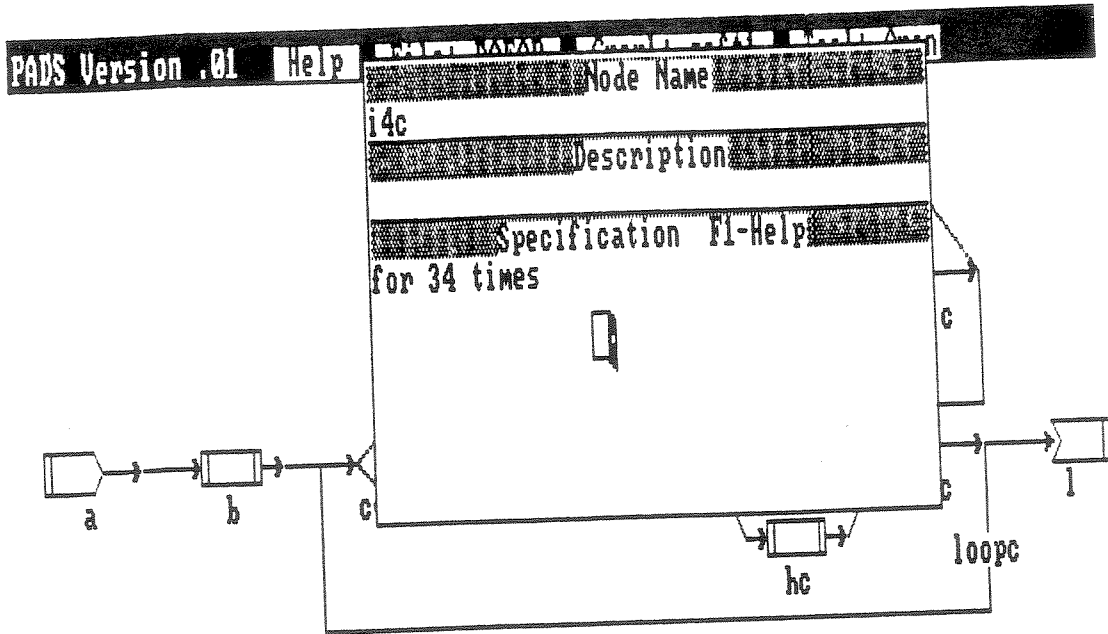 PADS Version .01 Help
Node Name
i4c
Description
Specification F1-Help
for 34 times
c
a
b
c
c
l
hc
loopc